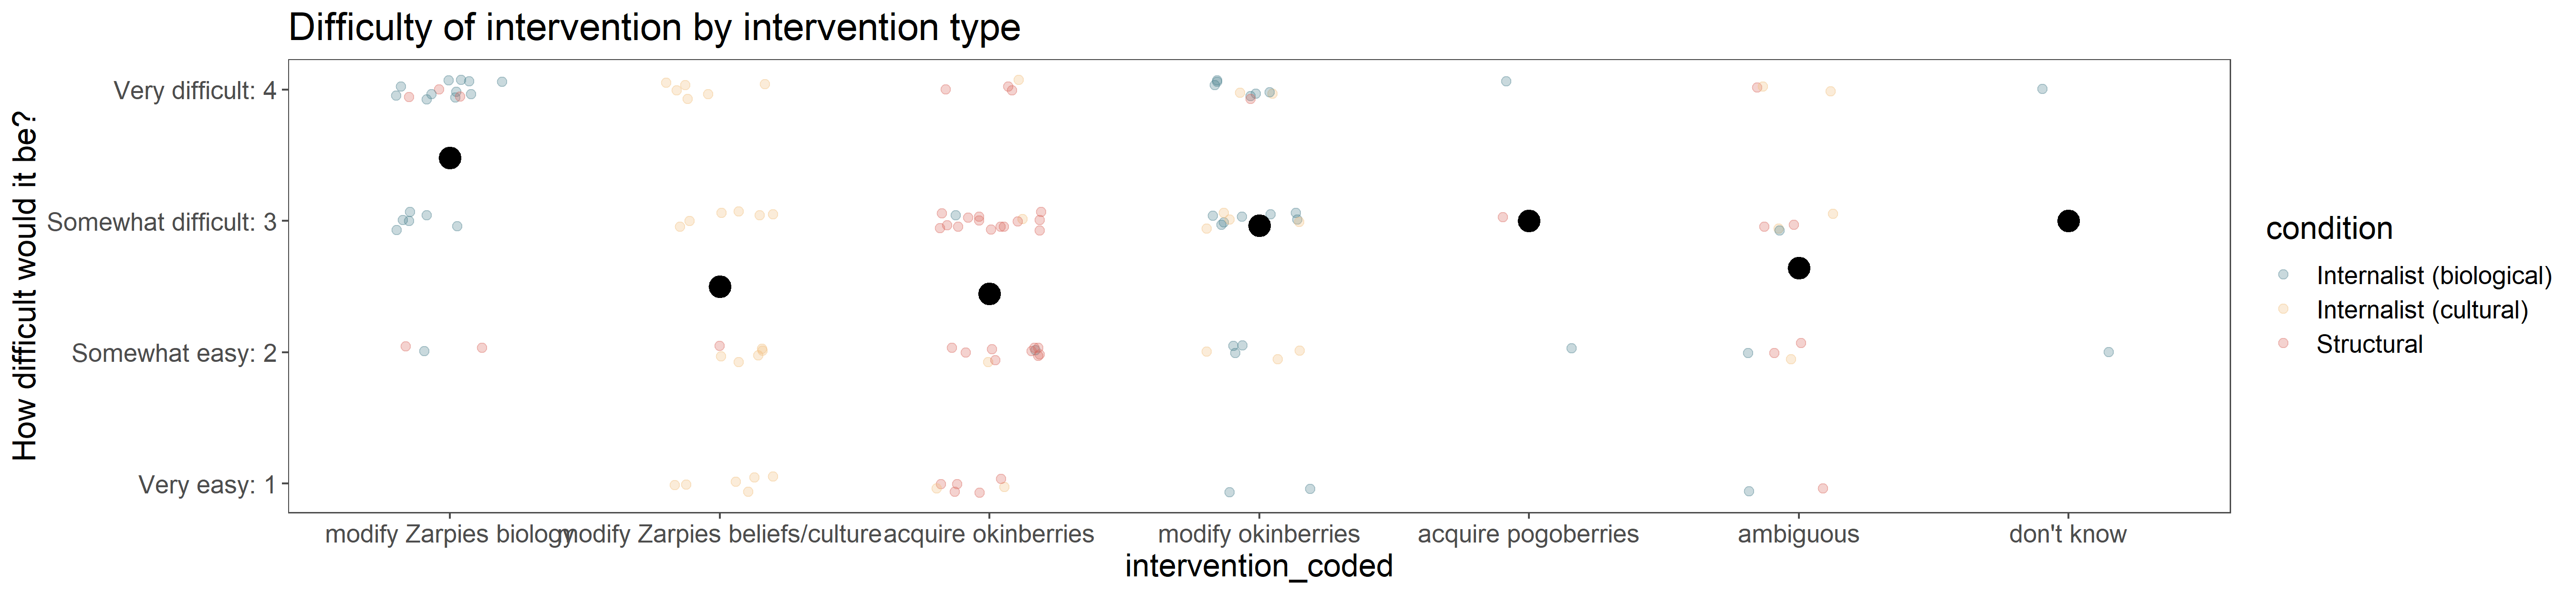 Difficulty of intervention by intervention type
How difficult would it be?
Very difficult: 4
Somewhat difficult: 3
Somewhat easy: 2
Very easy: 1
modify Zarpies biology
modify Zarpies beliefs/culture
acquire okinberries
modify okinberries
acquire pogoberries
ambiguous
don't know
intervention_coded
condition
Internalist (biological)
Internalist (cultural)
Structural